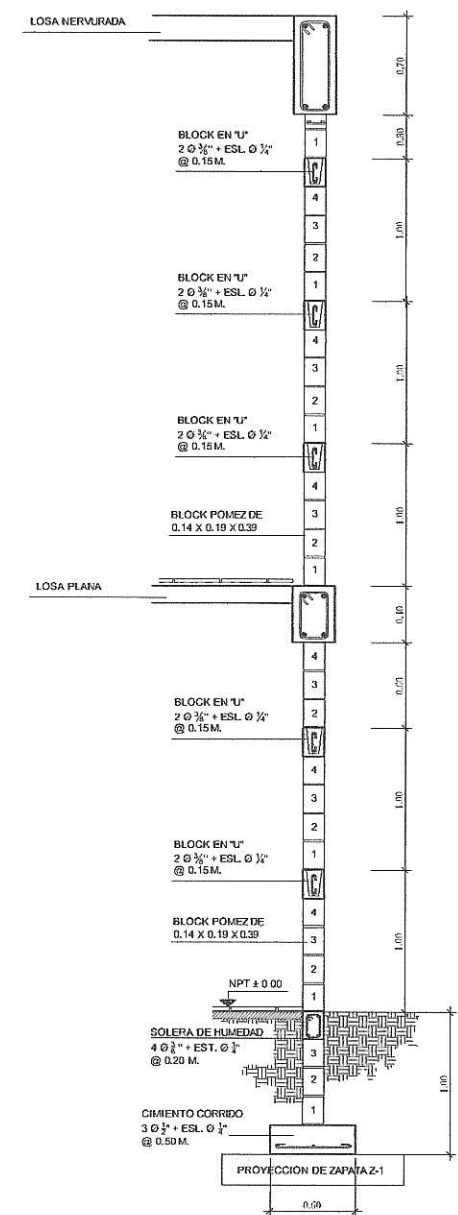 LOSA NERVURADA
0.70
0.30
1
BLOCK EN "U"
2 Ø ⅜" + ESL. Ø ¼"
@ 0.15 M.
4
3
2
1
1.00
BLOCK EN "U"
2 Ø ⅜" + ESL. Ø ¼"
@ 0.15 M.
4
3
2
1
1.00
BLOCK EN "U"
2 Ø ⅜" + ESL. Ø ¼"
@ 0.15 M.
4
BLOCK POMEZ DE
0.14 X 0.19 X 0.39
3
2
1
1.00
LOSA PLANA
4
3
2
BLOCK EN "U"
2 Ø ⅜" + ESL. Ø ¼"
@ 0.15 M.
4
3
2
1
1.00
BLOCK EN "U"
2 Ø ⅜" + ESL. Ø ¼"
@ 0.15 M.
4
BLOCK POMEZ DE
0.14 X 0.19 X 0.39
3
2
1
1.00
NPT ± 0.00
SOLERA DE HUMEDAD
4 Ø ⅜" + EST. Ø ¼"
@ 0.20 M.
3
2
1
1.00
CIMIENTO CORRIDO
3 Ø ½" + ESL. Ø ¼"
@ 0.50 M.
PROYECCION DE ZAPATA Z-1
0.60